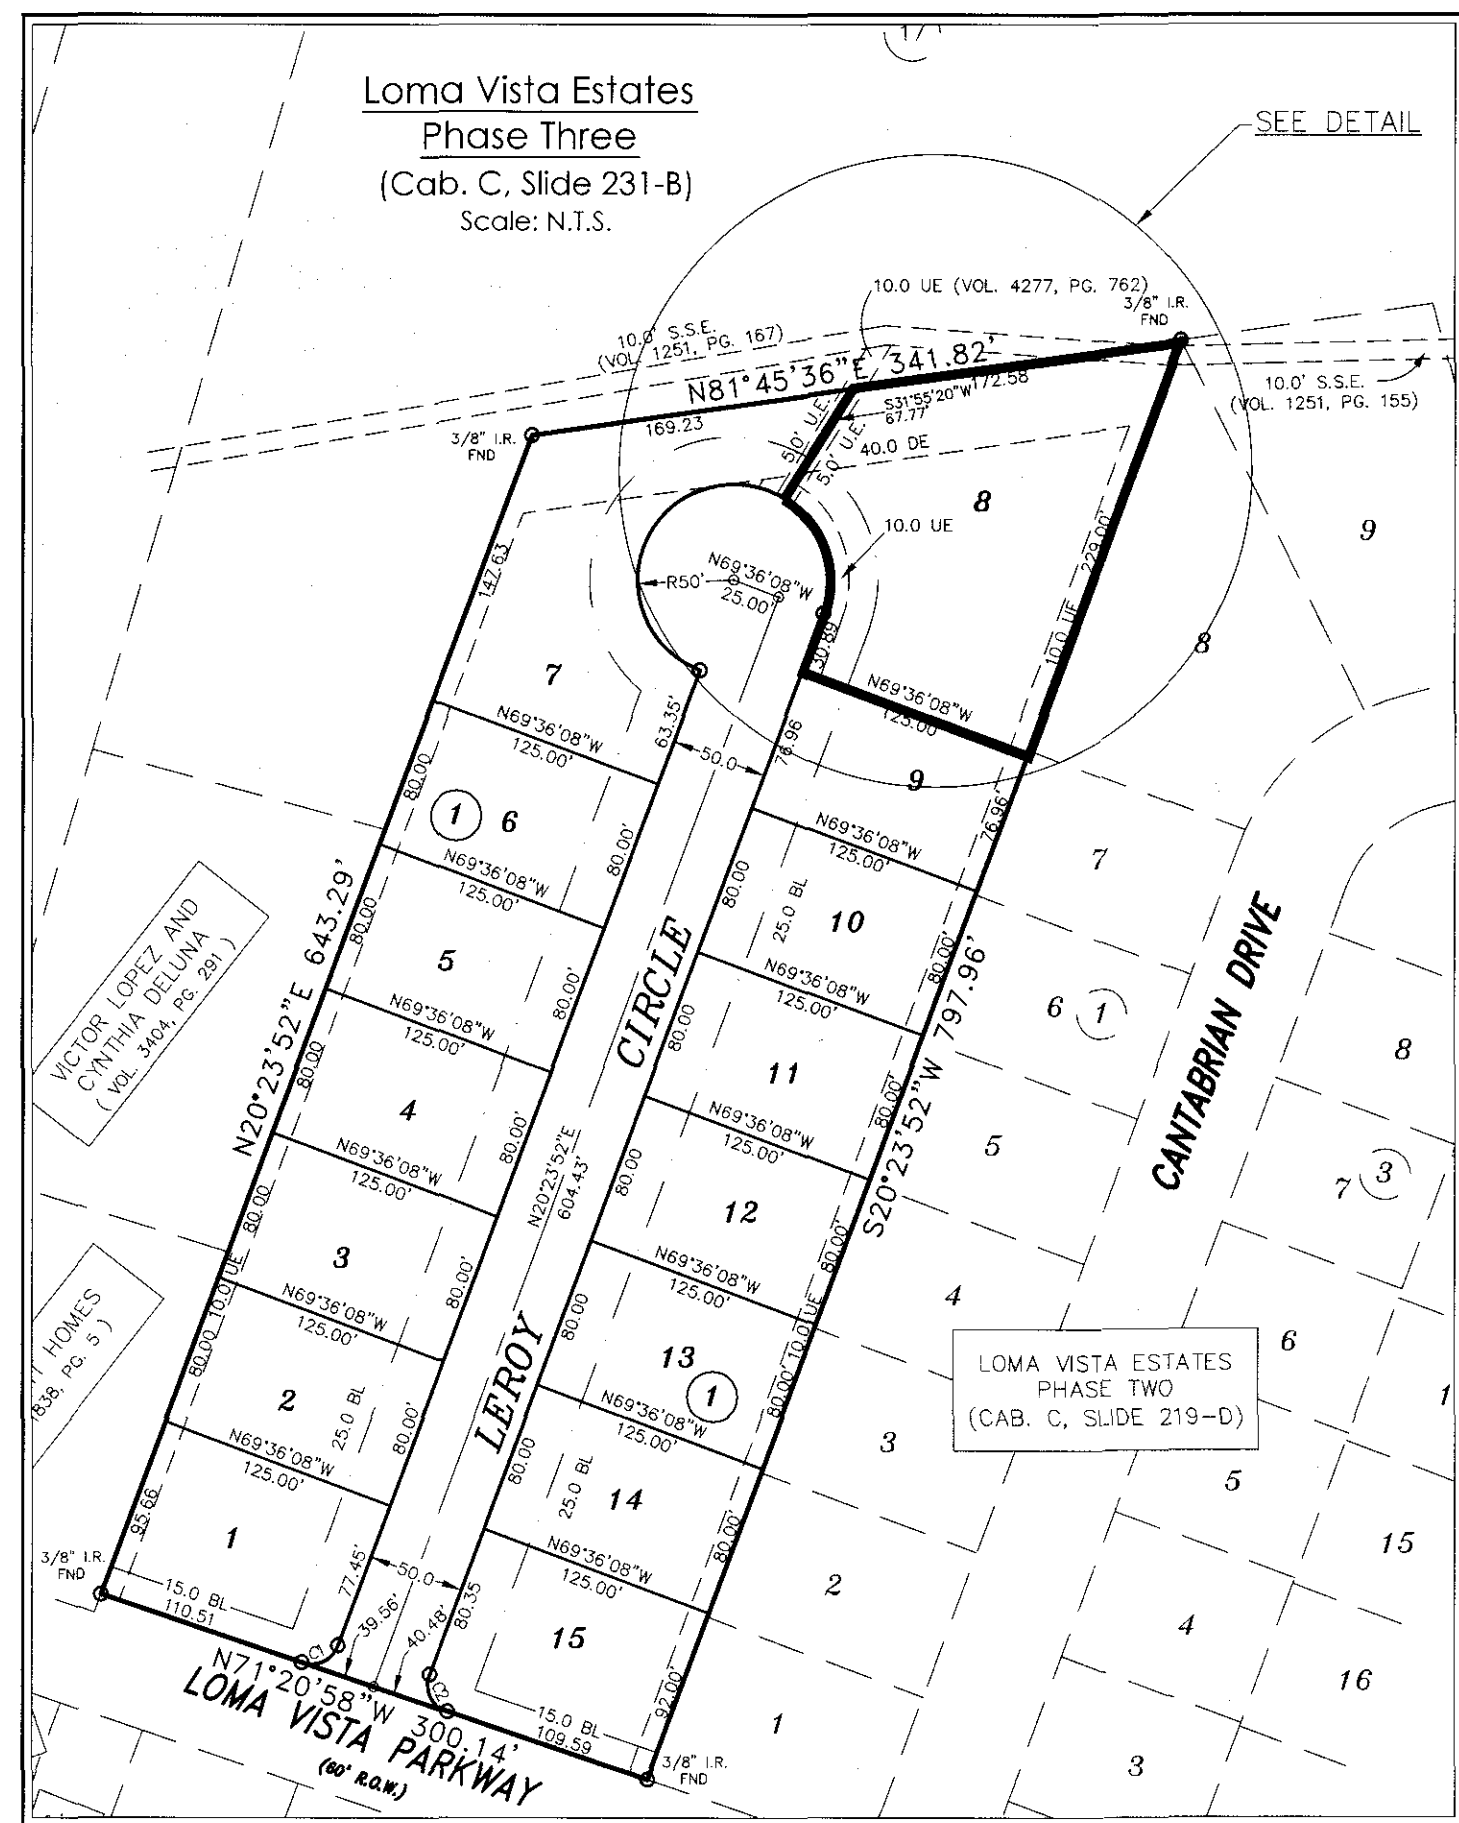 17
Loma Vista Estates
Phase Three
(Cab. C, Slide 231-B)
Scale: N.T.S.
SEE DETAIL
10.0 UE (VOL. 4277, PG. 762)
3/8" I.R.
FND
10.0' S.S.E.
(VOL. 1251, PG. 167)
N81°45'36"E 341.82'
172.58
S31°55'20"W
67.77'
10.0' S.S.E.
(VOL. 1251, PG. 155)
169.23
3/8" I.R.
FND
5.0' U.E.
5.0' U.E.
40.0 DE
8
9
10.0 UE
147.63
N69°36'08"W
25.00'
R50'
229.00'
10.0 UE
30.89
8
7
N69°36'08"W
125.00
63.35'
N69°36'08"W
125.00'
50.0
76.96
9
80.00
1
6
76.96'
N69°36'08"W
125.00'
7
80.00'
N69°36'08"W
125.00'
80.00
25.0 BL
10
VICTOR LOPEZ AND
CYNTHIA DELUNA
( VOL. 3404, PG. 291 )
N20°23'52"E 643.29'
80.00
5
80.00'
N69°36'08"W
125.00'
80.00'
6
1
CANTABRIAN DRIVE
N69°36'08"W
125.00'
80.00
LEROY CIRCLE
11
S20°23'52"W 797.96'
8
80.00
4
80.00'
N69°36'08"W
125.00'
80.00'
5
N69°36'08"W
125.00'
N20°23'52"E
604.43'
80.00
12
7
3
80.00
3
80.00'
N69°36'08"W
125.00'
80.00'
4
10.0 UE
N69°36'08"W
125.00'
80.00
10.0 UE
13
1
HOMES
1838, PG. 5 )
80.00
2
25.0 BL
80.00'
N69°36'08"W
125.00'
80.00'
LOMA VISTA ESTATES
PHASE TWO
(CAB. C, SLIDE 219-D)
6
1
3
N69°36'08"W
125.00'
80.00
25.0 BL
14
5
95.66
1
77.45'
N69°36'08"W
125.00'
80.00'
15
3/8" I.R.
FND
15.0 BL
110.51
50.0
80.35
2
39.56'
40.48'
15
4
C1
C2
92.00'
16
N71°20'58"W 300.14'
15.0 BL
109.59
1
LOMA VISTA PARKWAY
(60' R.O.W.)
3/8" I.R.
FND
3